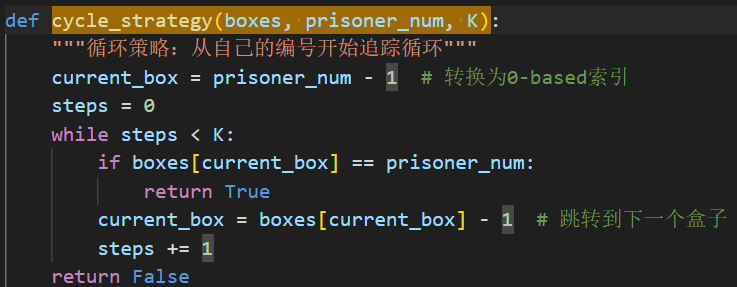 def cycle_strategy(boxes, prisoner_num, K):
    """循环策略：从自己的编号开始追踪循环"""
    current_box = prisoner_num - 1  # 转换为0-based索引
    steps = 0
    while steps < K:
        if boxes[current_box] == prisoner_num:
            return True
        current_box = boxes[current_box] - 1  # 跳转到下一个盒子
        steps += 1
    return False